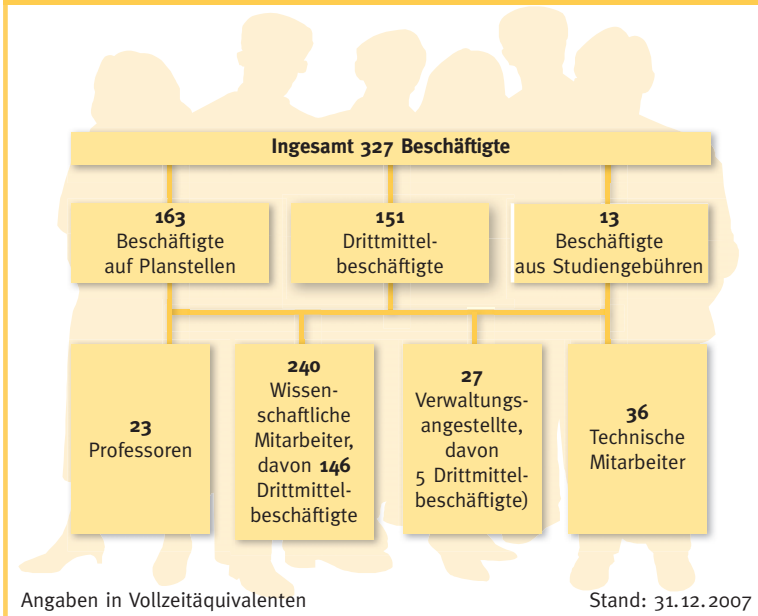 Ingesamt 327 Beschäftigte
163
Beschäftigte
auf Planstellen
151
Drittmittel-
beschäftigte
13
Beschäftigte
aus Studiengebühren
23
Professoren
240
Wissen-
schaftliche
Mitarbeiter,
davon 146
Drittmittel-
beschäftigte
27
Verwaltungs-
angestellte,
davon
5 Drittmittel-
beschäftigte)
36
Technische
Mitarbeiter
Angaben in Vollzeitäquivalenten
Stand: 31.12.2007